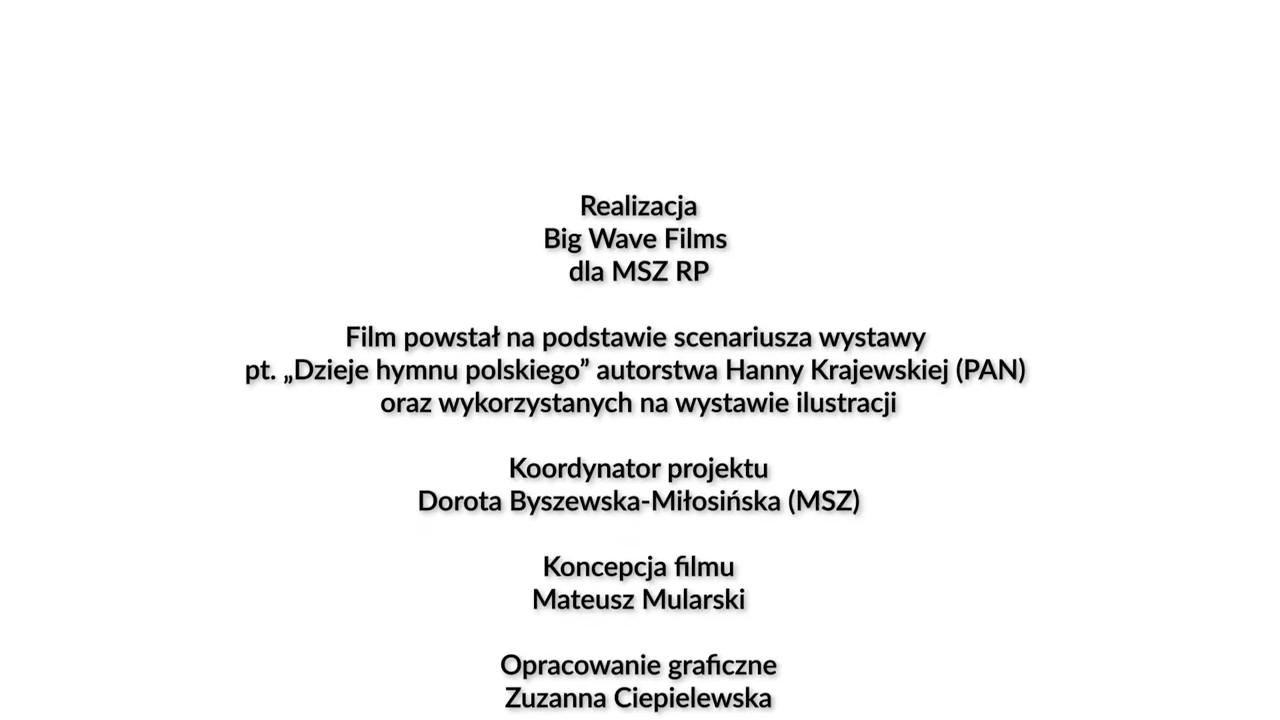 Realizacja
Big Wave Films
dla MSZ RP
Film powstał na podstawie scenariusza wystawy
pt. „Dzieje hymnu polskiego” autorstwa Hanny Krajewskiej (PAN)
oraz wykorzystanych na wystawie ilustracji
Koordynator projektu
Dorota Byszewska-Miłosińska (MSZ)
Koncepcja filmu
Mateusz Mularski
Opracowanie graficzne
Zuzanna Ciepielewska